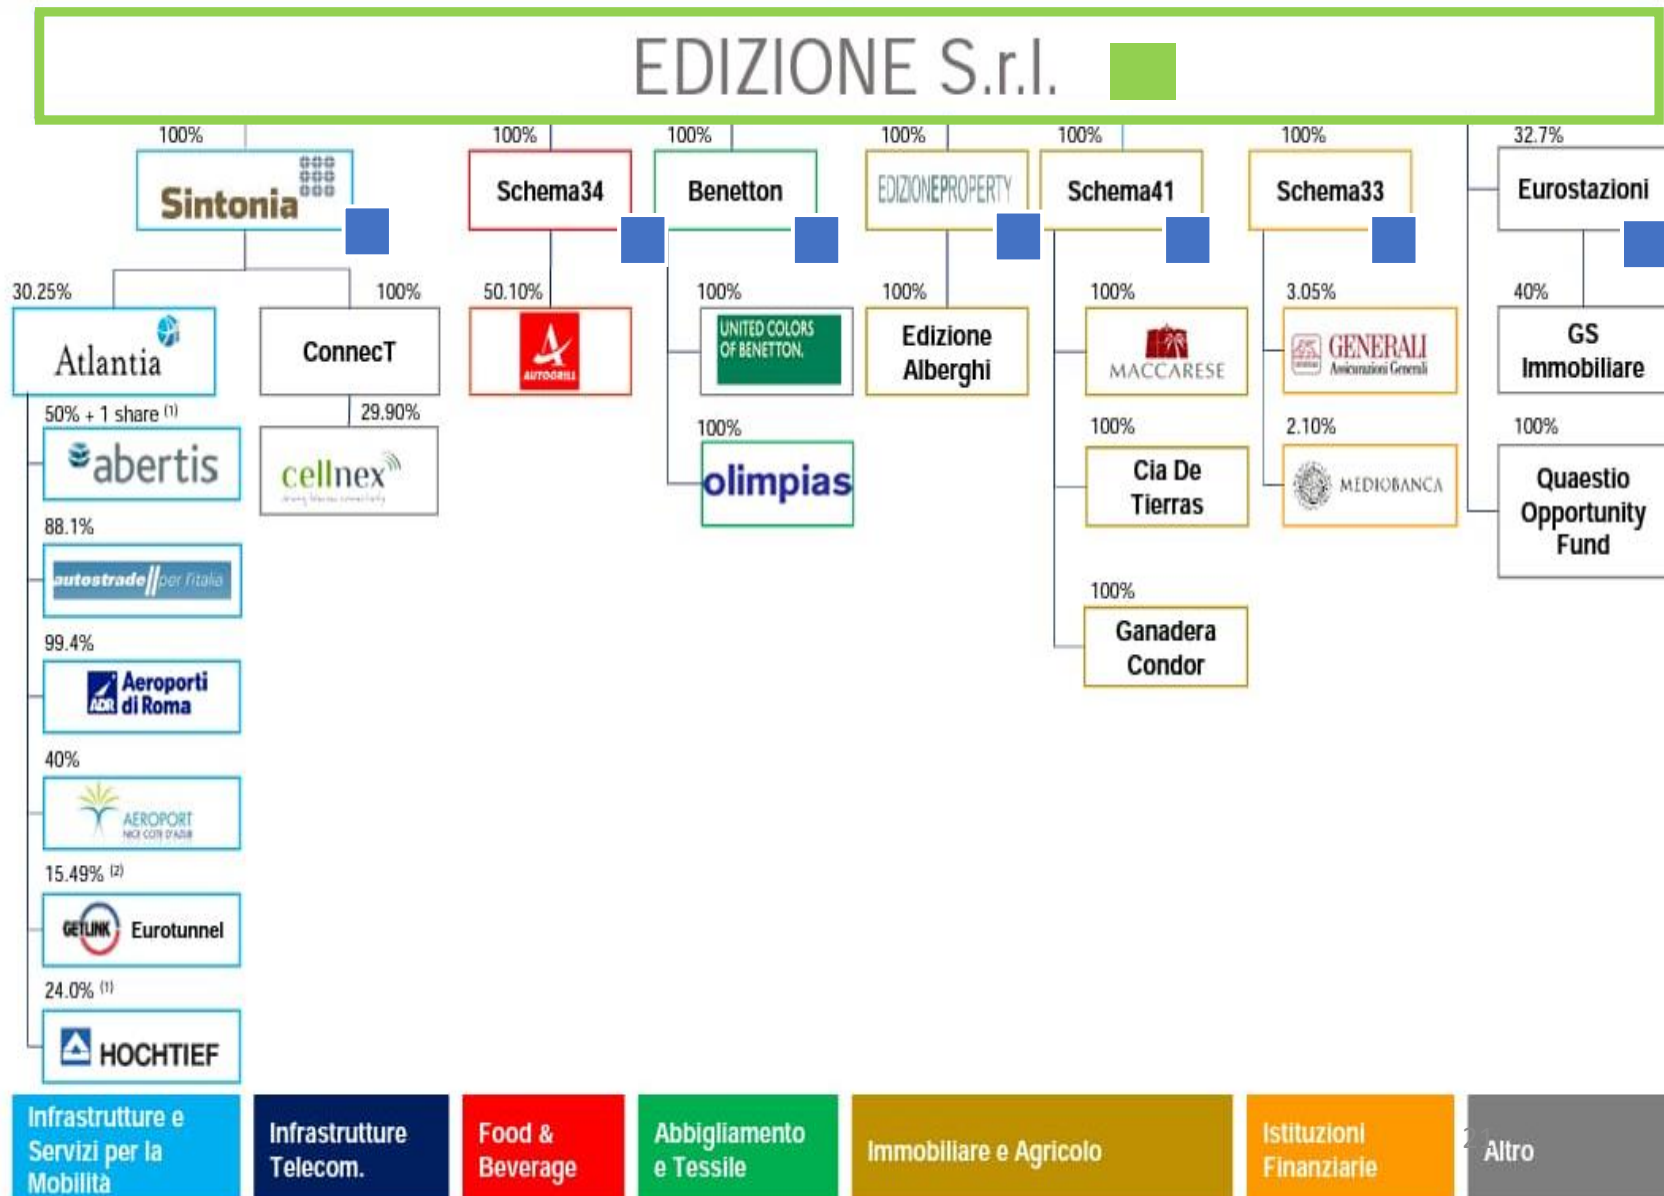 EDIZIONE S.r.l.
100%
100%
100%
100%
100%
100%
32.7%
Sintonia
Schema34
Benetton
EDIZIONEPROPERTY
Schema41
Schema33
Eurostazioni
30.25%
100%
50.10%
100%
100%
100%
3.05%
40%
Atlantia
ConnecT
AUTOGRILL
UNITED COLORS
OF BENETTON.
Edizione
Alberghi
MACCARESE
GENERALI
Assicurazioni Generali
GS
Immobiliare
50% + 1 share (1)
29.90%
100%
100%
2.10%
100%
abertis
cellnex
olimpias
Cia De
Tierras
MEDIOBANCA
Quaestio
Opportunity
Fund
88.1%
autostrade//per l'italia
100%
Ganadera
Condor
99.4%
ADR
Aeroporti
di Roma
40%
AEROPORT
NICE COTE D'AZUR
15.49% (2)
GETLINK
Eurotunnel
24.0% (1)
HOCHTIEF
Infrastrutture e
Servizi per la
Mobilità
Infrastrutture
Telecom.
Food &
Beverage
Abbigliamento
e Tessile
Immobiliare e Agricolo
Istituzioni
Finanziarie
Altro